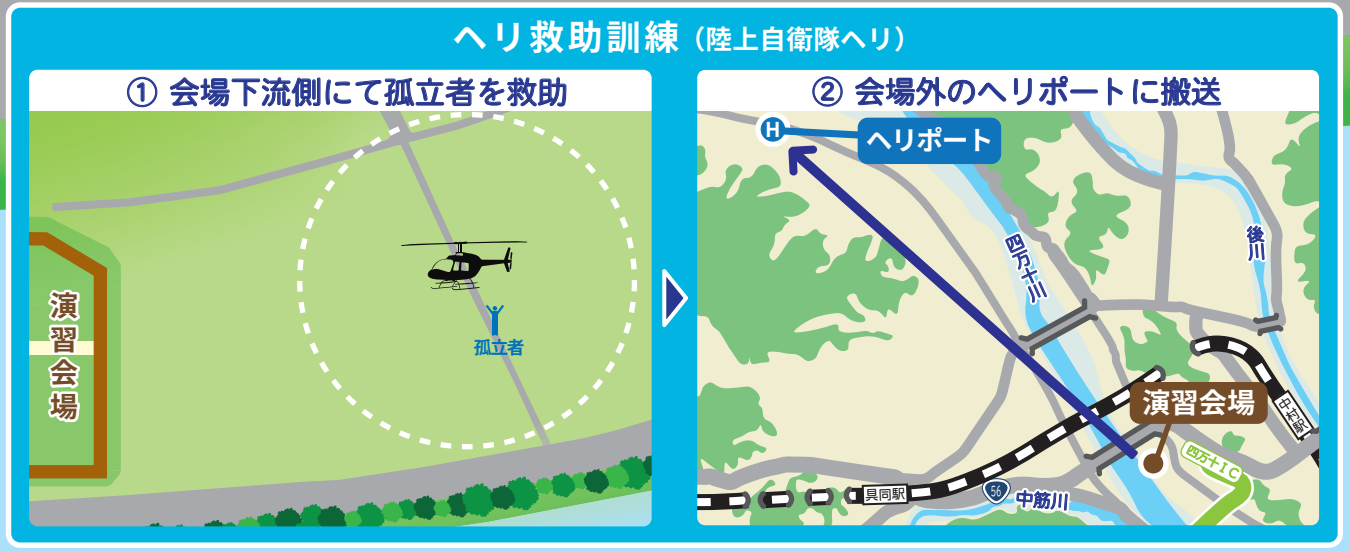 ヘリ救助訓練（陸上自衛隊ヘリ）
① 会場下流側にて孤立者を救助
演習会場
孤立者
② 会場外のヘリポートに搬送
H
ヘリポート
四万十川
後川
演習会場
中村駅
四万十IC
具同駅
56
中筋川